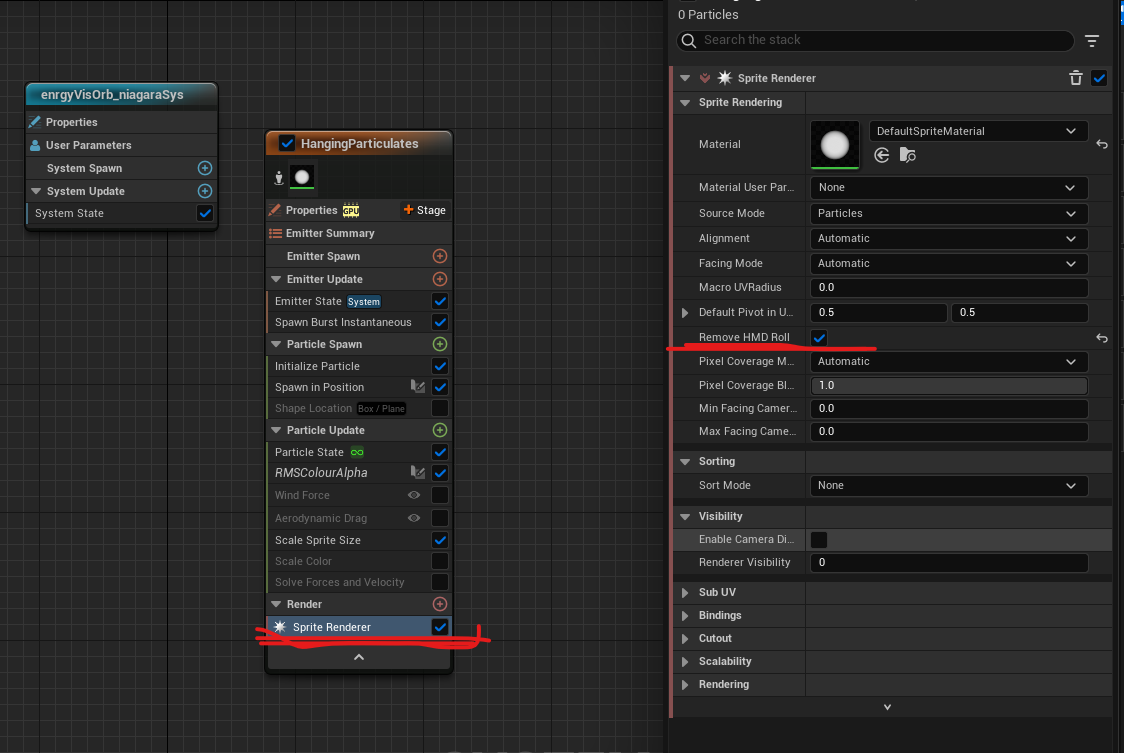 enrgyVisOrb_niagaraSys
Properties
User Parameters
System Spawn
System Update
System State
HangingParticulates
Properties GPU Stage
Emitter Summary
Emitter Spawn
Emitter Update
Emitter State System
Spawn Burst Instantaneous
Particle Spawn
Initialize Particle
Spawn in Position
Shape Location Box / Plane
Particle Update
Particle State
RMSColourAlpha
Wind Force
Aerodynamic Drag
Scale Sprite Size
Scale Color
Solve Forces and Velocity
Render
Sprite Renderer
0 Particles
Search the stack
Sprite Renderer
Sprite Rendering
Material DefaultSpriteMaterial
Material User Par... None
Source Mode Particles
Alignment Automatic
Facing Mode Automatic
Macro UVRadius 0.0
Default Pivot in U... 0.5 0.5
Remove HMD Roll
Pixel Coverage M... Automatic
Pixel Coverage Bl... 1.0
Min Facing Camer... 0.0
Max Facing Came... 0.0
Sorting
Sort Mode None
Visibility
Enable Camera Di...
Renderer Visibility 0
Sub UV
Bindings
Cutout
Scalability
Rendering